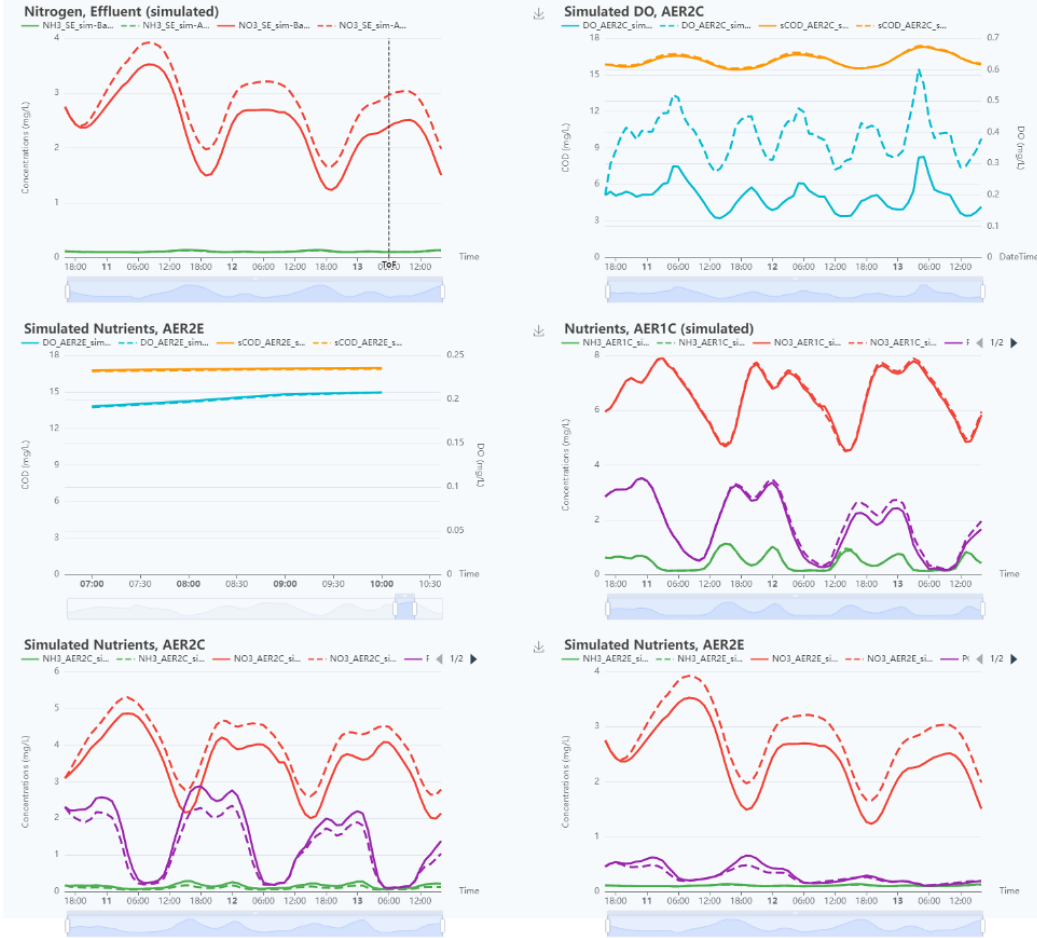 Nitrogen, Effluent (simulated)
NH3_SE_sim-Ba... NH3_SE_sim-A... NO3_SE_sim-Ba... NO3_SE_sim-A...
4
3
2
1
0
Concentrations (mg/L)
18:00 11 06:00 12:00 18:00 12 06:00 12:00 18:00 13 12:00
ToF
Time
Simulated DO, AER2C
DO_AER2C_sim... DO_AER2C_sim... sCOD_AER2C_s... sCOD_AER2C_s...
18 0.7
15 0.6
12 0.5
9 0.4
6 0.3
3 0.2
0 0.1
0
COD (mg/L)
DO (mg/L)
18:00 11 06:00 12:00 18:00 12 06:00 12:00 18:00 13 06:00 12:00
DateTime
Simulated Nutrients, AER2E
DO_AER2E_sim... DO_AER2E_sim... sCOD_AER2E_s... sCOD_AER2E_s...
18 0.25
15 0.2
12 0.15
9 0.1
6 0.05
3 0
0
COD (mg/L)
DO (mg/L)
07:00 07:30 08:00 08:30 09:00 09:30 10:00 10:30
Time
Nutrients, AER1C (simulated)
NH3_AER1C_si... NH3_AER1C_si... NO3_AER1C_si... NO3_AER1C_si... 1/2
8
6
4
2
0
Concentrations (mg/L)
18:00 11 06:00 12:00 18:00 12 06:00 12:00 18:00 13 06:00 12:00
Time
Simulated Nutrients, AER2C
NH3_AER2C_si... NH3_AER2C_si... NO3_AER2C_si... NO3_AER2C_si... 1/2
6
5
4
3
2
1
0
Concentrations (mg/L)
18:00 11 06:00 12:00 18:00 12 06:00 12:00 18:00 13 06:00 12:00
Time
Simulated Nutrients, AER2E
NH3_AER2E_si... NH3_AER2E_si... NO3_AER2E_si... NO3_AER2E_si... 1/2
4
3
2
1
0
Concentrations (mg/L)
18:00 11 06:00 12:00 18:00 12 06:00 12:00 18:00 13 06:00 12:00
Time